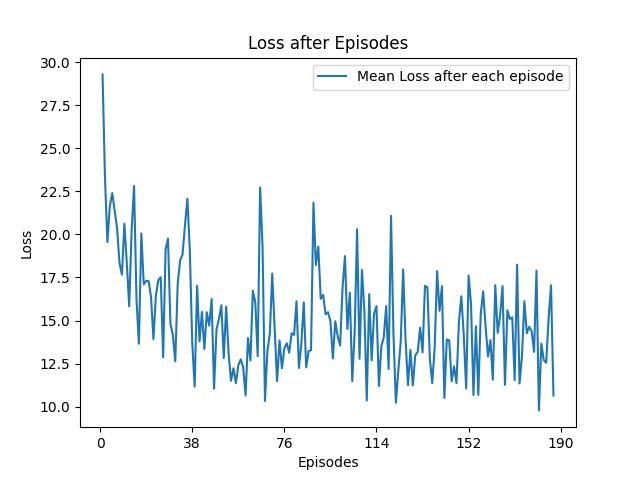 Loss after Episodes
Mean Loss after each episode
30.0
27.5
25.0
22.5
20.0
17.5
15.0
12.5
10.0
Loss
0 38 76 114 152 190
Episodes